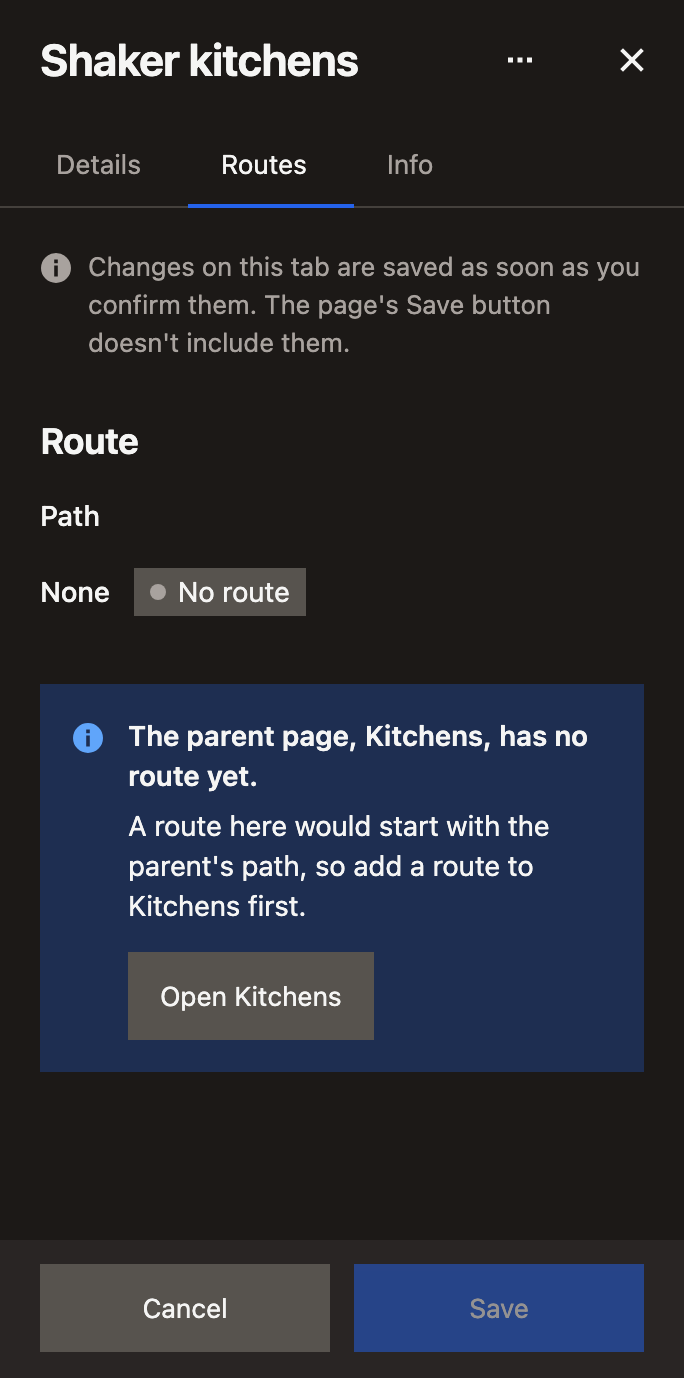 Shaker kitchens
Details
Routes
Info
Changes on this tab are saved as soon as you
confirm them. The page's Save button
doesn't include them.
Route
Path
None
No route
The parent page, Kitchens, has no
route yet.
A route here would start with the
parent's path, so add a route to
Kitchens first.
Open Kitchens
Cancel
Save